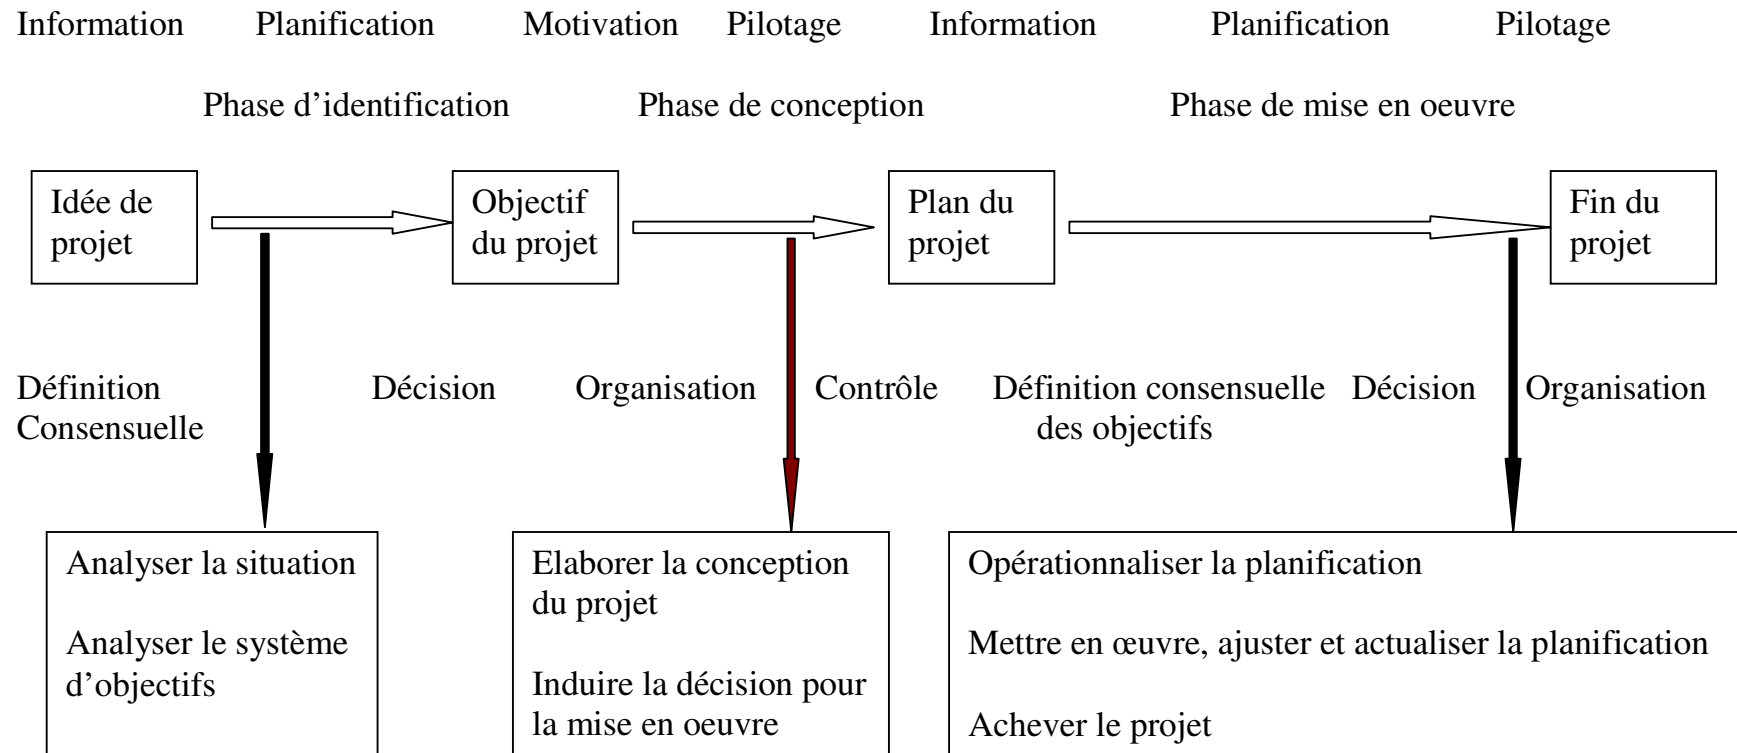 Information Planification Motivation Pilotage Information Planification Pilotage
Phase d’identification Phase de conception Phase de mise en oeuvre
Idée de
projet
Objectif
du projet
Plan du
projet
Fin du
projet
Définition
Consensuelle
Décision Organisation Contrôle
Définition consensuelle
des objectifs
Décision Organisation
Analyser la situation
Analyser le système
d’objectifs
Elaborer la conception
du projet
Induire la décision pour
la mise en oeuvre
Opérationnaliser la planification
Mettre en œuvre, ajuster et actualiser la planification
Achever le projet